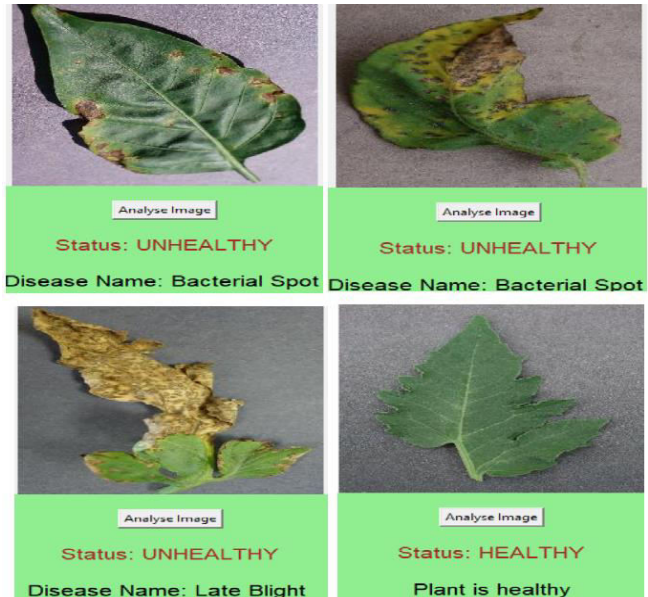 Analyse Image
Status: UNHEALTHY
Disease Name: Bacterial Spot
Analyse Image
Status: UNHEALTHY
Disease Name: Bacterial Spot
Analyse Image
Status: UNHEALTHY
Disease Name: Late Blight
Analyse Image
Status: HEALTHY
Plant is healthy